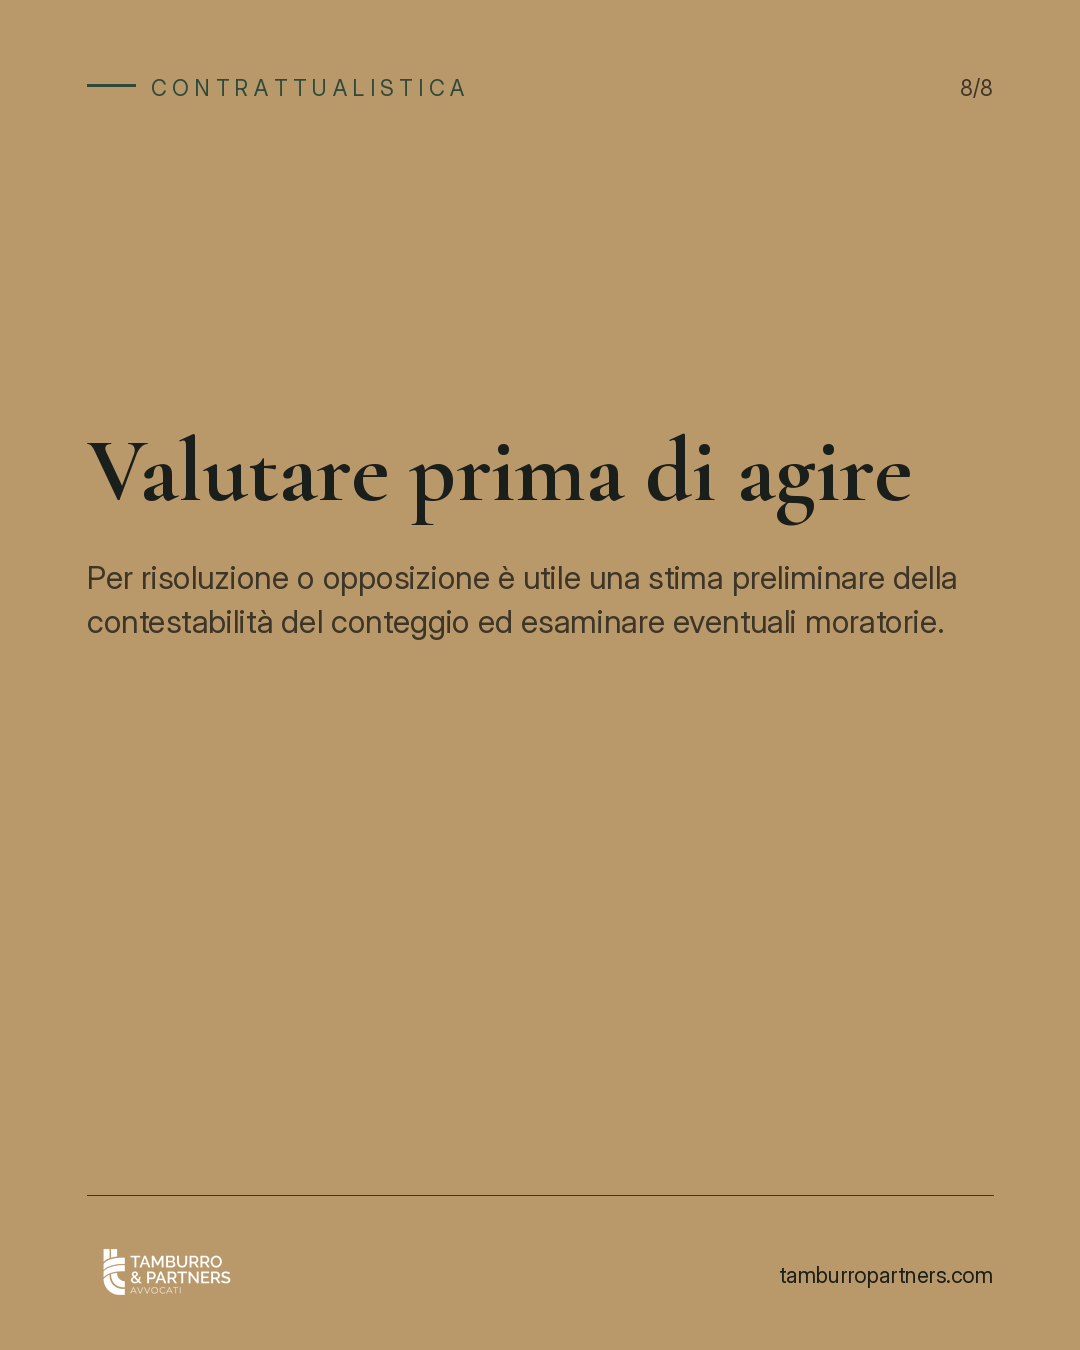 CONTRATTUALISTICA
8/8
Valutare prima di agire
Per risoluzione o opposizione è utile una stima preliminare della
contestabilità del conteggio ed esaminare eventuali moratorie.
TAMBURRO
& PARTNERS
AVVOCATI
tamburropartners.com